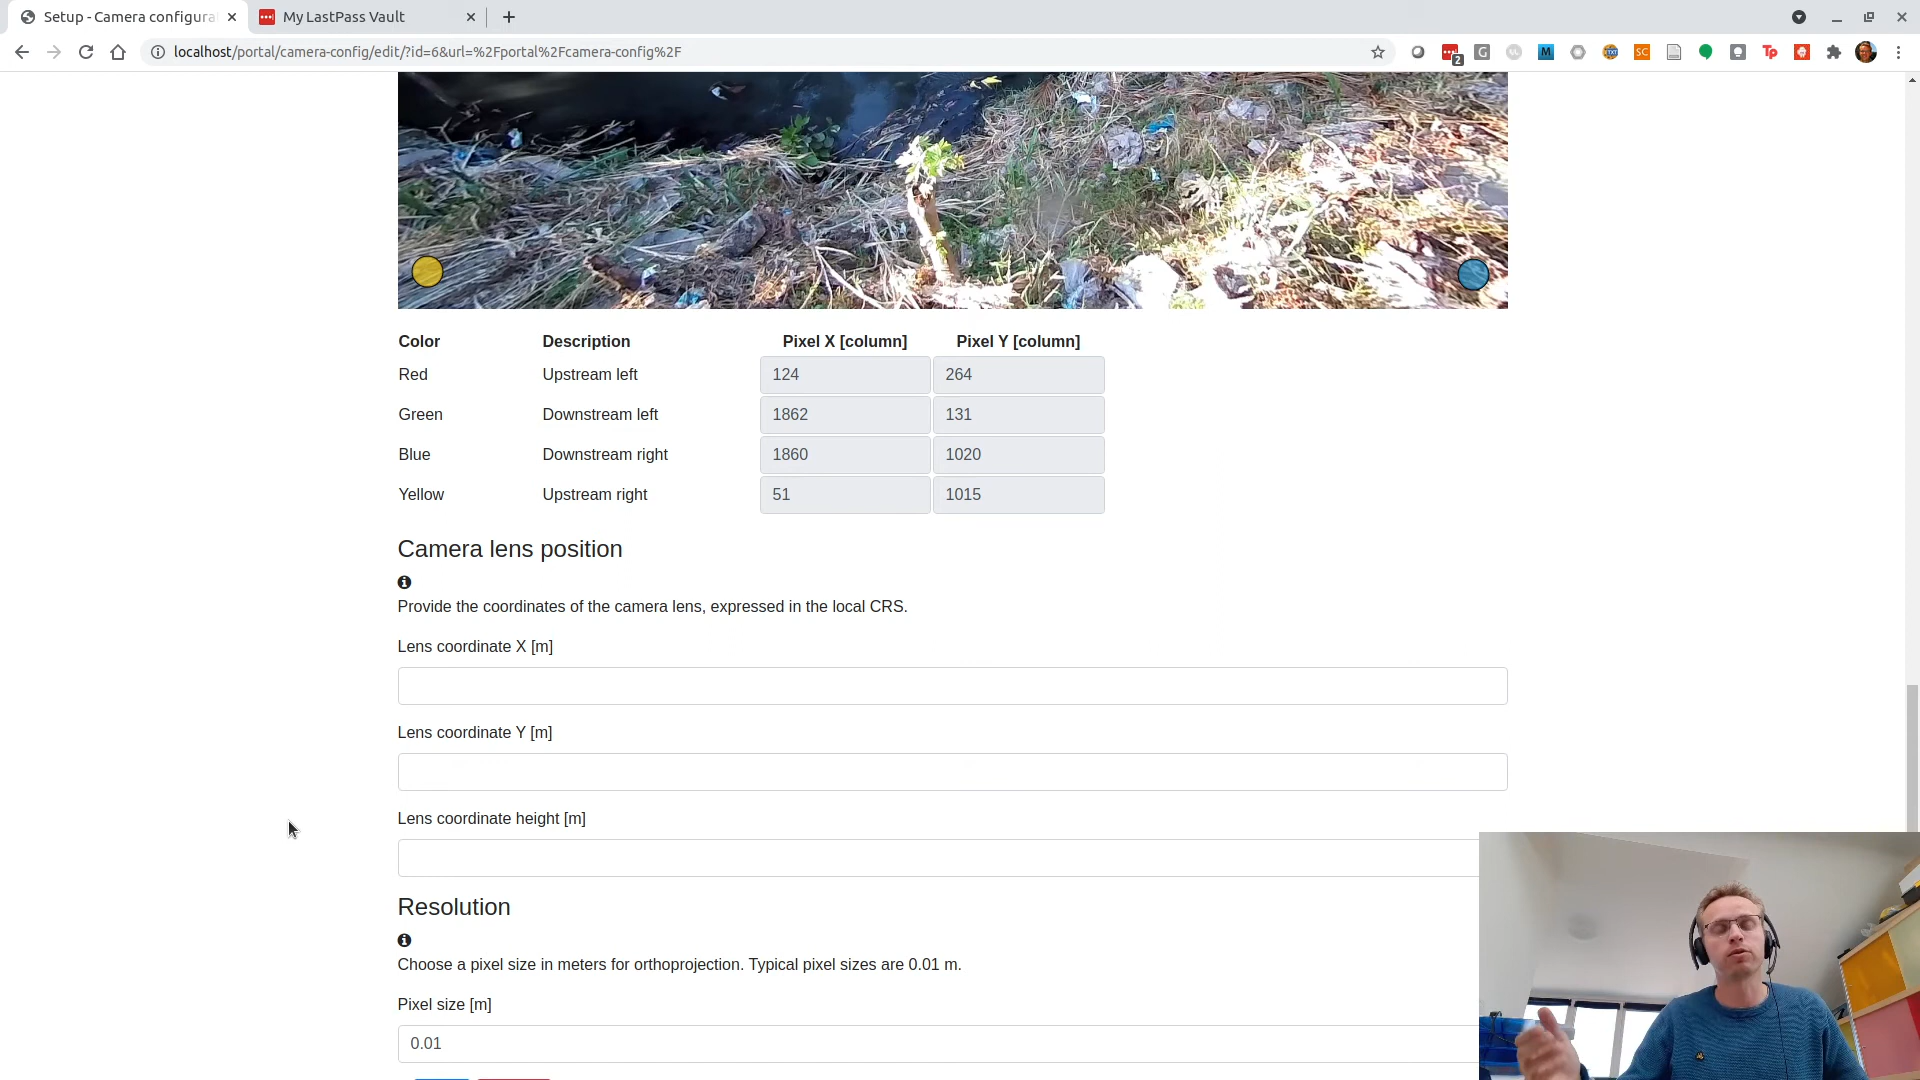 Setup - Camera configura
My LastPass Vault
localhost/portal/camera-config/edit/?id=6&url=%2Fportal%2Fcamera-config%2F
2
G
M
TXT
SC
Tp
Color Description Pixel X [column] Pixel Y [column]
Red Upstream left 124 264
Green Downstream left 1862 131
Blue Downstream right 1860 1020
Yellow Upstream right 51 1015
Camera lens position
Provide the coordinates of the camera lens, expressed in the local CRS.
Lens coordinate X [m]
Lens coordinate Y [m]
Lens coordinate height [m]
Resolution
Choose a pixel size in meters for orthoprojection. Typical pixel sizes are 0.01 m.
Pixel size [m]
0.01